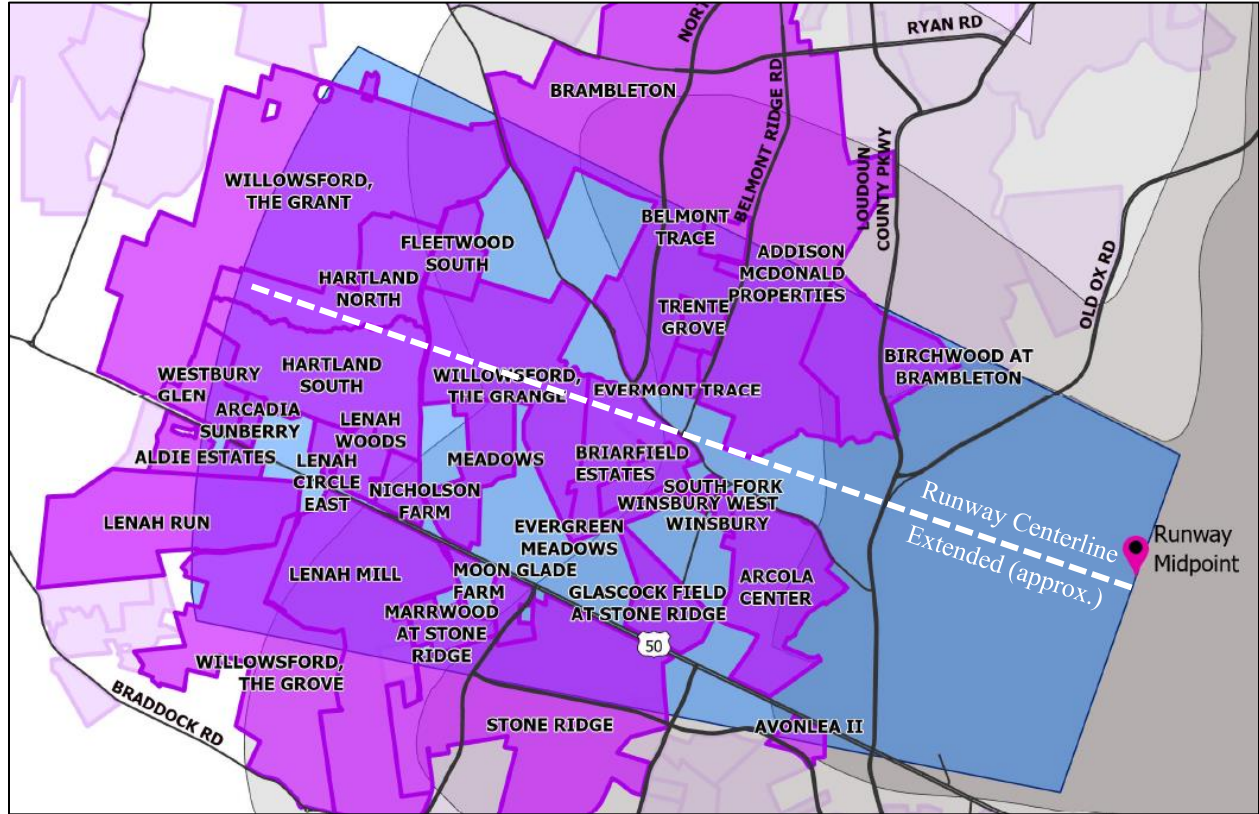 RYAN RD
NORT
BRAMBLETON
BELMONT RIDGE RD
LOUDOUN
COUNTY PKWY
OLD OX RD
WILLOWSFORD,
THE GRANT
FLEETWOOD
SOUTH
BELMONT
TRACE
ADDISON
MCDONALD
PROPERTIES
HARTLAND
NORTH
TRENTE
GROVE
BIRCHWOOD AT
BRAMBLETON
HARTLAND
SOUTH
WESTBURY
GLEN
WILLOWSFORD,
THE GRANGE
EVERMONT TRACE
ARCADIA
SUNBERRY
LENAH
WOODS
ALDIE ESTATES
LENAH
CIRCLE
EAST
MEADOWS
BRIARFIELD
ESTATES
NICHOLSON
FARM
SOUTH FORK
WINSBURY WEST
WINSBURY
Runway Centerline
Extended (approx.)
Runway
Midpoint
LENAH RUN
EVERGREEN
MEADOWS
LENAH MILL
MOON GLADE
FARM
GLASCOCK FIELD
AT STONE RIDGE
ARCOLA
CENTER
MARRWOOD
AT STONE
RIDGE
50
WILLOWSFORD,
THE GROVE
BRADDOCK RD
STONE RIDGE
AVONLEA II